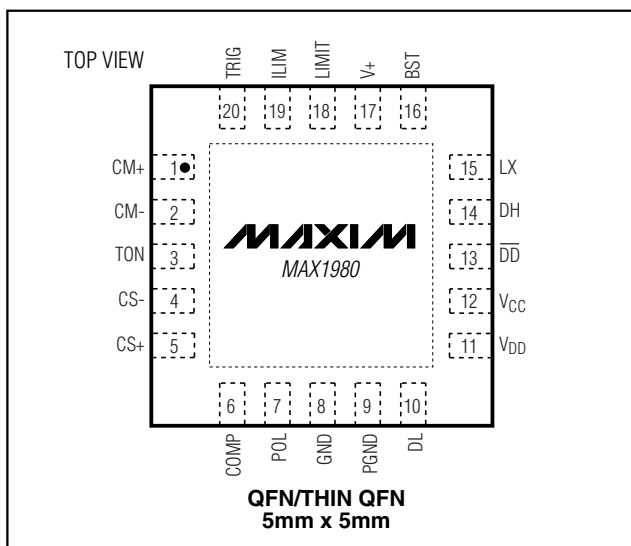 TOP VIEW
TRIG
ILIM
LIMIT
V+
BST
20
19
18
17
16
CM+
1
15
LX
CM-
2
14
DH
TON
3
MAXIM
MAX1980
13
D̅D̅
CS-
4
12
VCC
CS+
5
11
VDD
6
7
8
9
10
COMP
POL
GND
PGND
DL
QFN/THIN QFN
5mm x 5mm